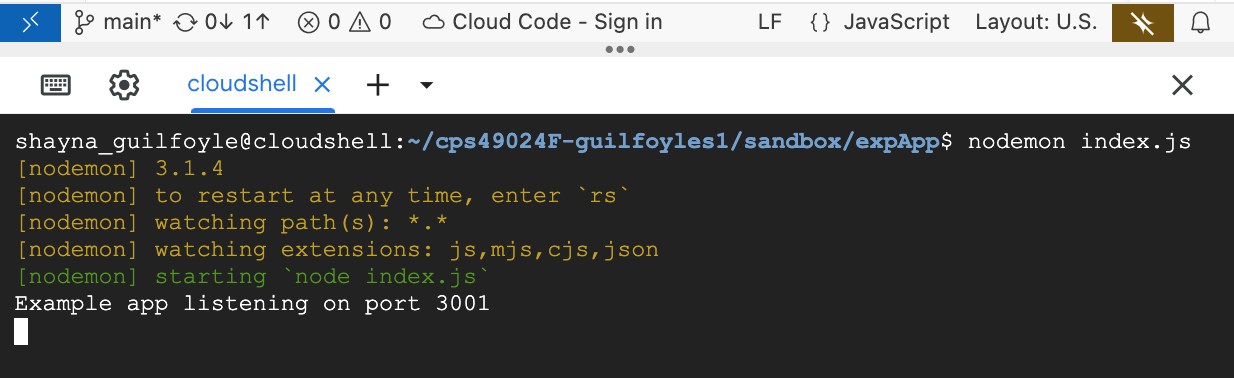 main* 0↓ 1↑ 0 0 Cloud Code - Sign in LF {} JavaScript Layout: U.S.
cloudshell
shayna_guilfoyle@cloudshell:~/cps49024F-guilfoyles1/sandbox/expApp$ nodemon index.js
[nodemon] 3.1.4
[nodemon] to restart at any time, enter `rs`
[nodemon] watching path(s): *.*
[nodemon] watching extensions: js,mjs,cjs,json
[nodemon] starting `node index.js`
Example app listening on port 3001